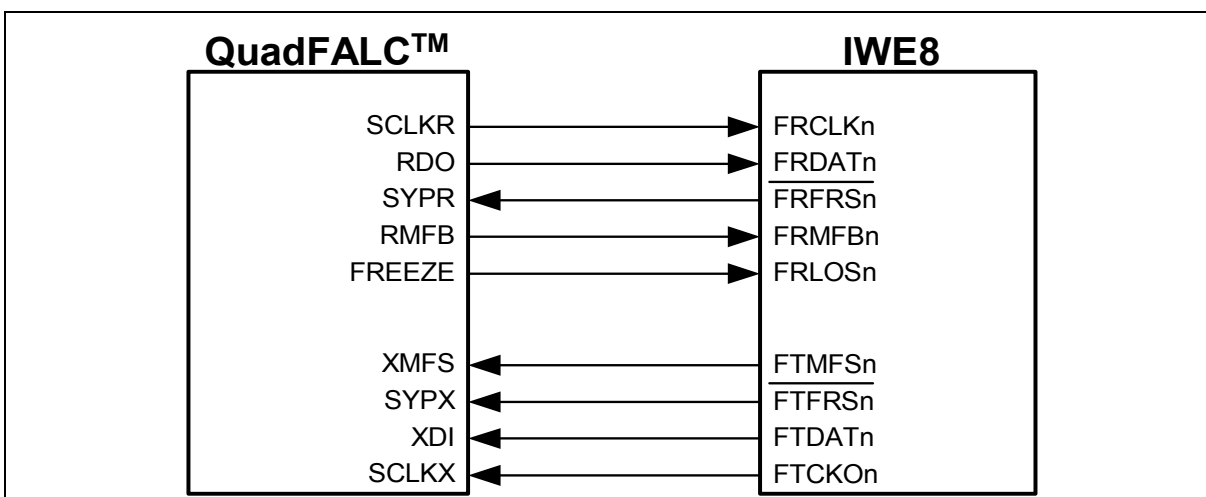 QuadFALC™ IWE8
SCLKR FRCLKn
RDO FRDATn
SYPR FRFRSn
RMFB FRMFBn
FREEZE FRLOSn
XMFS FTMFSn
SYPX FTFRSn
XDI FTDATn
SCLKX FTCKOn